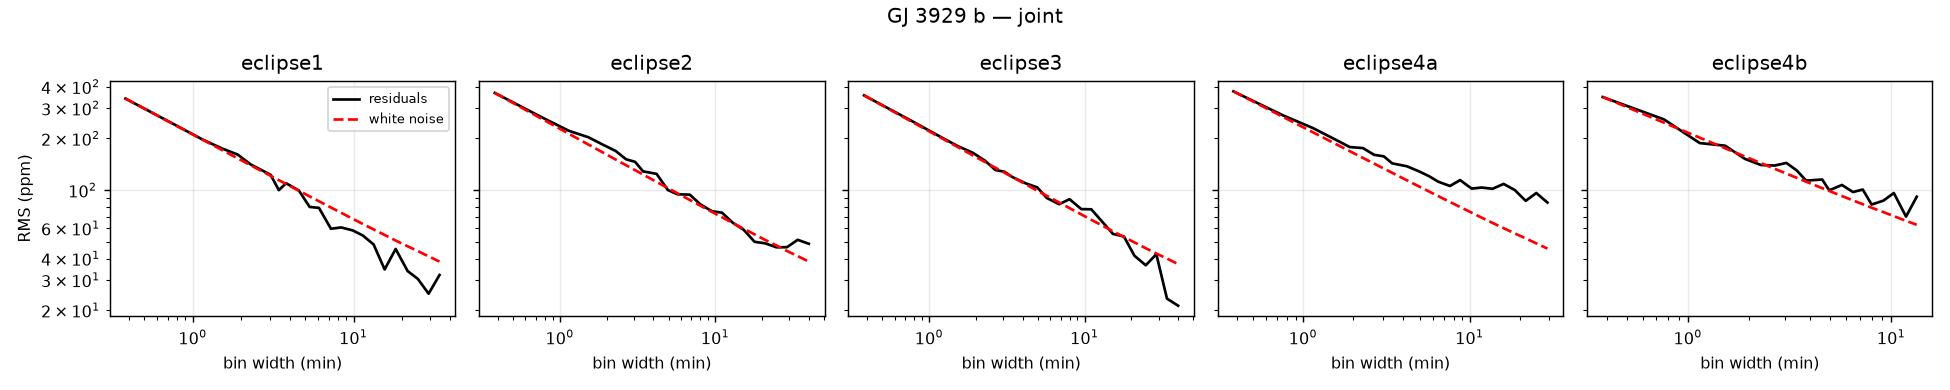 GJ 3929 b — joint
eclipse1
eclipse2
eclipse3
eclipse4a
eclipse4b
RMS (ppm)
4 × 10²
3 × 10²
2 × 10²
10²
6 × 10¹
4 × 10¹
3 × 10¹
2 × 10¹
residuals
white noise
10⁰ 10¹
10⁰ 10¹
10⁰ 10¹
10⁰ 10¹
10⁰ 10¹
bin width (min)
bin width (min)
bin width (min)
bin width (min)
bin width (min)